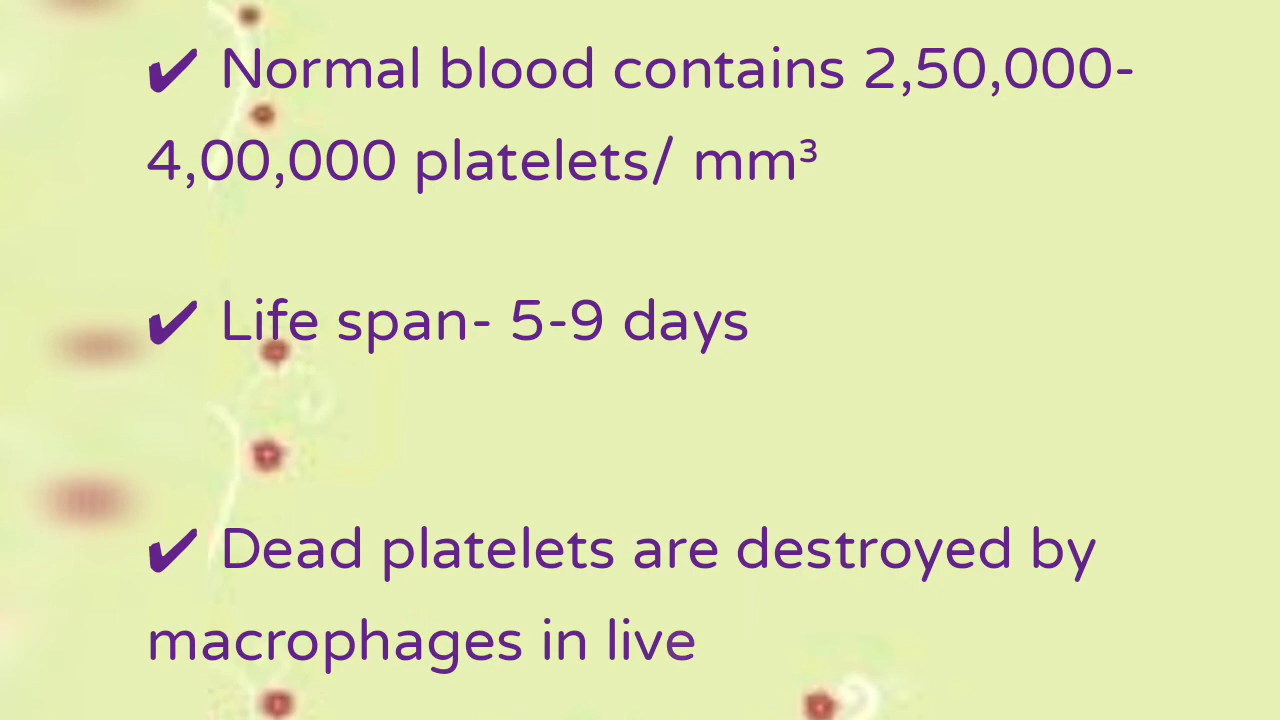 ✔ Normal blood contains 2,50,000-
4,00,000 platelets/ mm³
✔ Life span- 5-9 days
✔ Dead platelets are destroyed by
macrophages in live